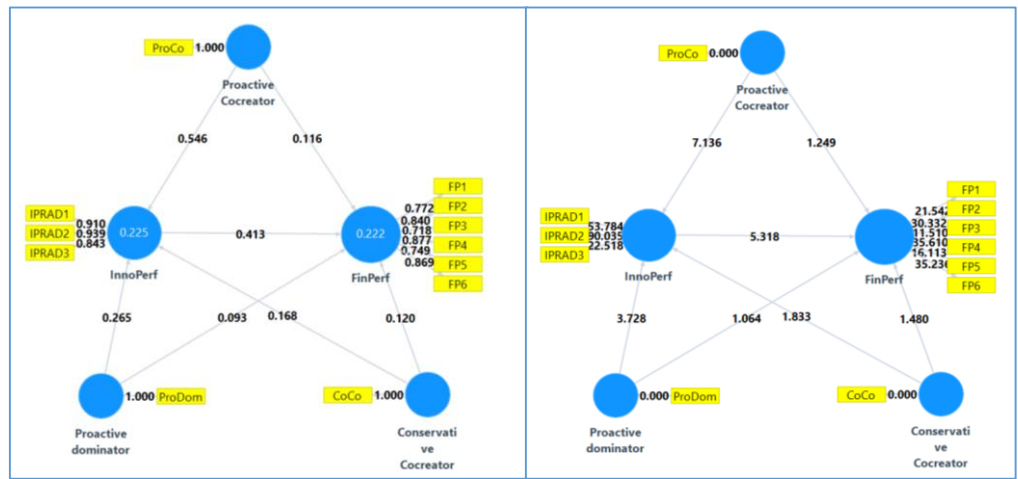 ProCo 1.000
Proactive
Cocreator
0.546 0.116
IPRAD1
IPRAD2
IPRAD3
0.910
0.939
0.843
0.225
InnoPerf
0.413
0.222
FinPerf
0.772
0.840
0.718
0.877
0.749
0.869
FP1
FP2
FP3
FP4
FP5
FP6
0.265 0.093 0.168 0.120
1.000 ProDom
Proactive
dominator
CoCo 1.000
Conservati
ve
Cocreator
ProCo 0.000
Proactive
Cocreator
7.136 1.249
IPRAD1
IPRAD2
IPRAD3
53.784
90.035
22.518
InnoPerf
5.318
FinPerf
21.542
30.332
11.510
35.610
16.113
35.236
FP1
FP2
FP3
FP4
FP5
FP6
3.728 1.064 1.833 1.480
0.000 ProDom
Proactive
dominator
CoCo 0.000
Conservati
ve
Cocreator